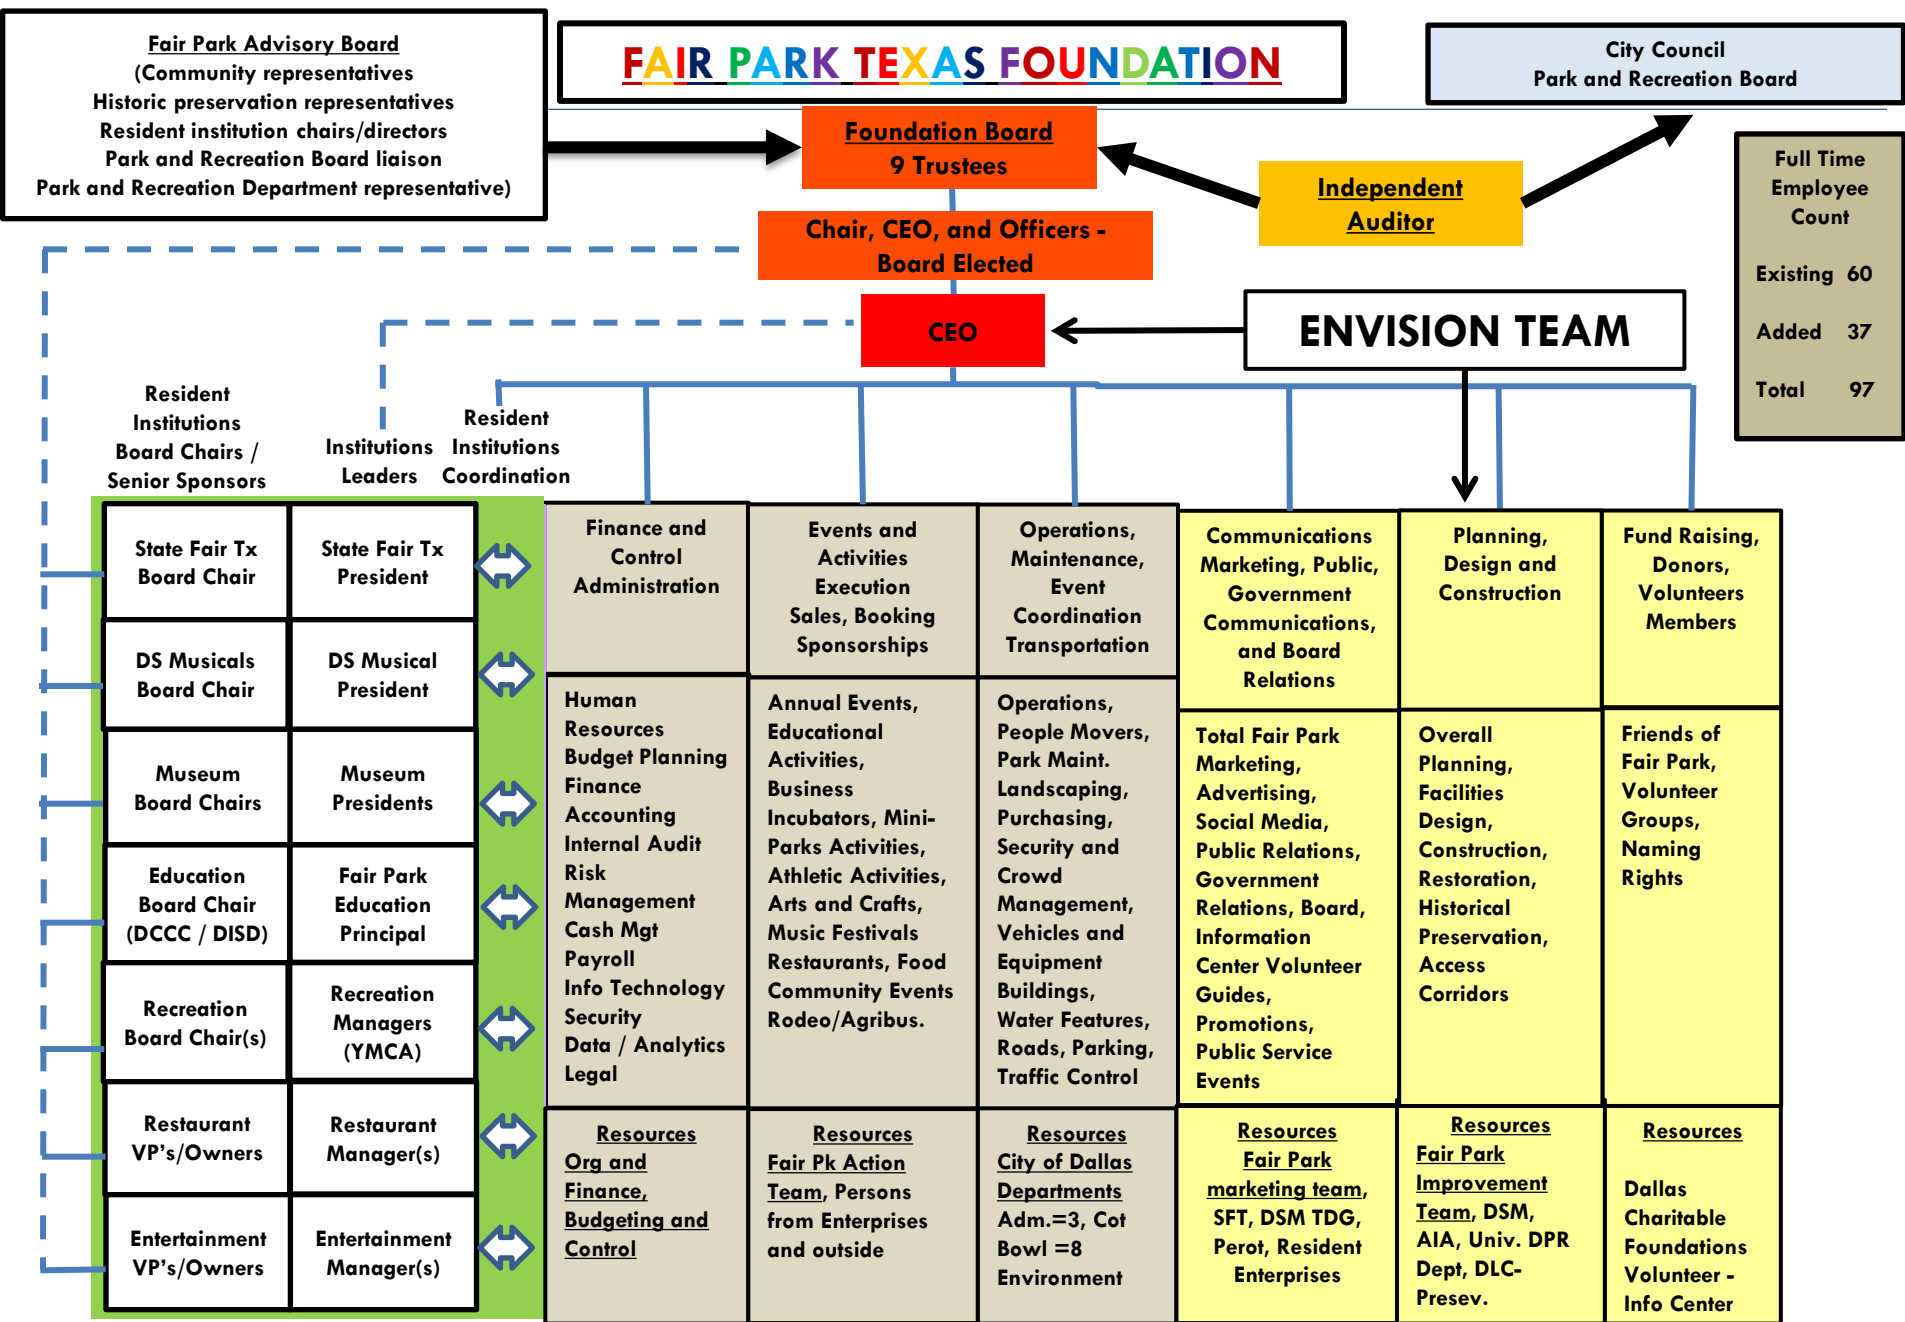 Fair Park Advisory Board
(Community representatives
Historic preservation representatives
Resident institution chairs/directors
Park and Recreation Board liaison
Park and Recreation Department representative)
FAIR PARK TEXAS FOUNDATION
City Council
Park and Recreation Board
Foundation Board
9 Trustees
Independent
Auditor
Full Time
Employee
Count
Existing 60
Added 37
Total 97
Chair, CEO, and Officers -
Board Elected
CEO
ENVISION TEAM
Resident
Institutions
Board Chairs /
Senior Sponsors
Institutions
Leaders
Resident
Institutions
Coordination
State Fair Tx
Board Chair
State Fair Tx
President
DS Musicals
Board Chair
DS Musical
President
Museum
Board Chairs
Museum
Presidents
Education
Board Chair
(DCCC / DISD)
Fair Park
Education
Principal
Recreation
Board Chair(s)
Recreation
Managers
(YMCA)
Restaurant
VP's/Owners
Restaurant
Manager(s)
Entertainment
VP's/Owners
Entertainment
Manager(s)
Finance and
Control
Administration
Human
Resources
Budget Planning
Finance
Accounting
Internal Audit
Risk
Management
Cash Mgt
Payroll
Info Technology
Security
Data / Analytics
Legal
Resources
Org and
Finance,
Budgeting and
Control
Events and
Activities
Execution
Sales, Booking
Sponsorships
Annual Events,
Educational
Activities,
Business
Incubators, Mini-
Parks Activities,
Athletic Activities,
Arts and Crafts,
Music Festivals
Restaurants, Food
Community Events
Rodeo/Agribus.
Resources
Fair Pk Action
Team, Persons
from Enterprises
and outside
Operations,
Maintenance,
Event
Coordination
Transportation
Operations,
People Movers,
Park Maint.
Landscaping,
Purchasing,
Security and
Crowd
Management,
Vehicles and
Equipment
Buildings,
Water Features,
Roads, Parking,
Traffic Control
Resources
City of Dallas
Departments
Adm.=3, Cot
Bowl =8
Environment
Communications
Marketing, Public,
Government
Communications,
and Board
Relations
Total Fair Park
Marketing,
Advertising,
Social Media,
Public Relations,
Government
Relations, Board,
Information
Center Volunteer
Guides,
Promotions,
Public Service
Events
Resources
Fair Park
marketing team,
SFT, DSM TDG,
Perot, Resident
Enterprises
Planning,
Design and
Construction
Overall
Planning,
Facilities
Design,
Construction,
Restoration,
Historical
Preservation,
Access
Corridors
Resources
Fair Park
Improvement
Team, DSM,
AIA, Univ. DPR
Dept, DLC-
Presev.
Fund Raising,
Donors,
Volunteers
Members
Friends of
Fair Park,
Volunteer
Groups,
Naming
Rights
Resources
Dallas
Charitable
Foundations
Volunteer -
Info Center